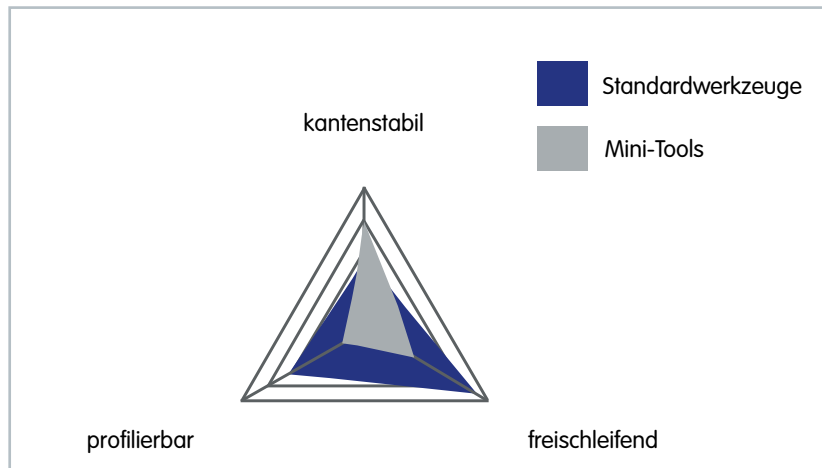 Standardwerkzeuge
kantenstabil
Mini-Tools
profilierbar
freischleifend